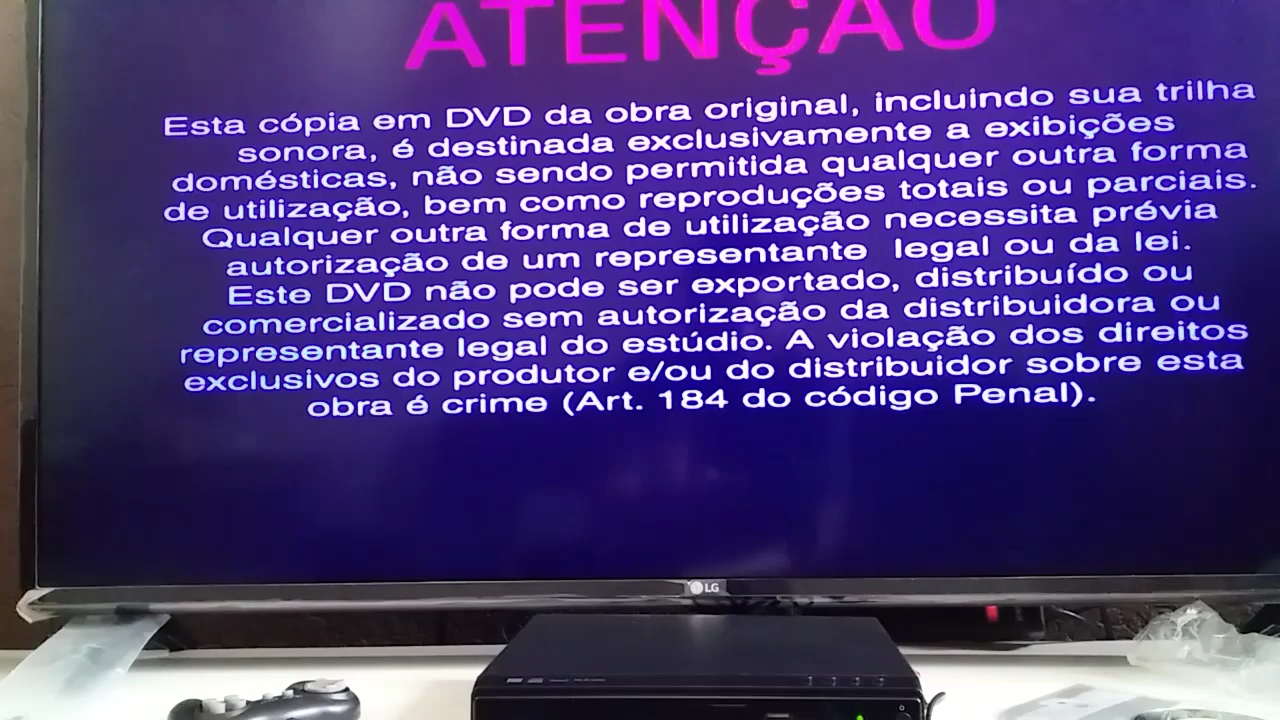 ATENÇÃO
Esta cópia em DVD da obra original, incluindo sua trilha
sonora, é destinada exclusivamente a exibições
domésticas, não sendo permitida qualquer outra forma
de utilização, bem como reproduções totais ou parciais.
Qualquer outra forma de utilização necessita prévia
autorização de um representante legal ou da lei.
Este DVD não pode ser exportado, distribuído ou
comercializado sem autorização da distribuidora ou
representante legal do estúdio. A violação dos direitos
exclusivos do produtor e/ou do distribuidor sobre esta
obra é crime (Art. 184 do código Penal).
LG